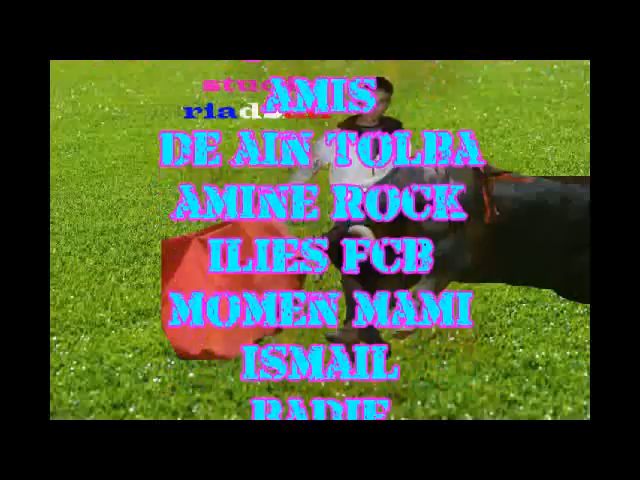 AMIS
DE AIN TOLBA
AMINE ROCK
ILIES FCB
MOMEN MAMI
ISMAIL